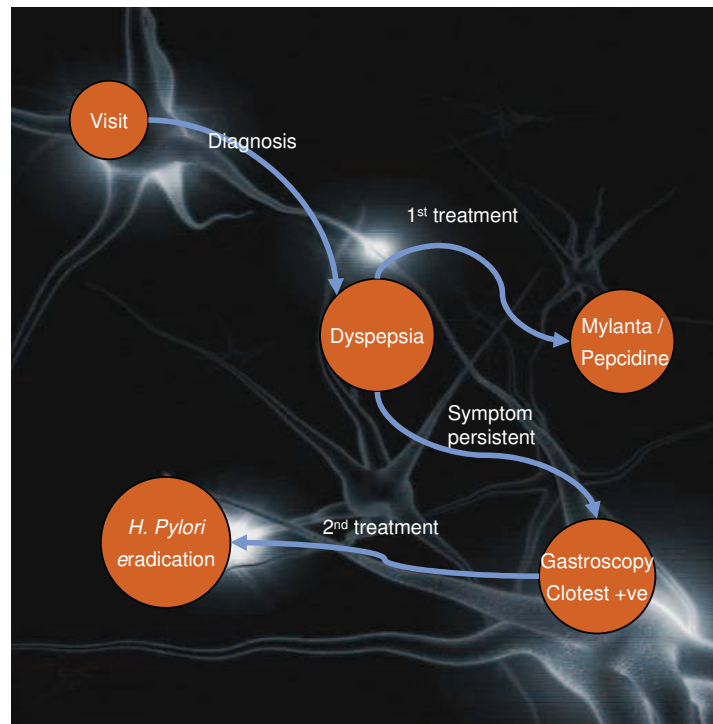 Visit
Diagnosis
1st treatment
Dyspepsia
Mylanta /
Pepcidine
Symptom
persistent
2nd treatment
H. Pylori
eradication
Gastroscopy
Clotest +ve